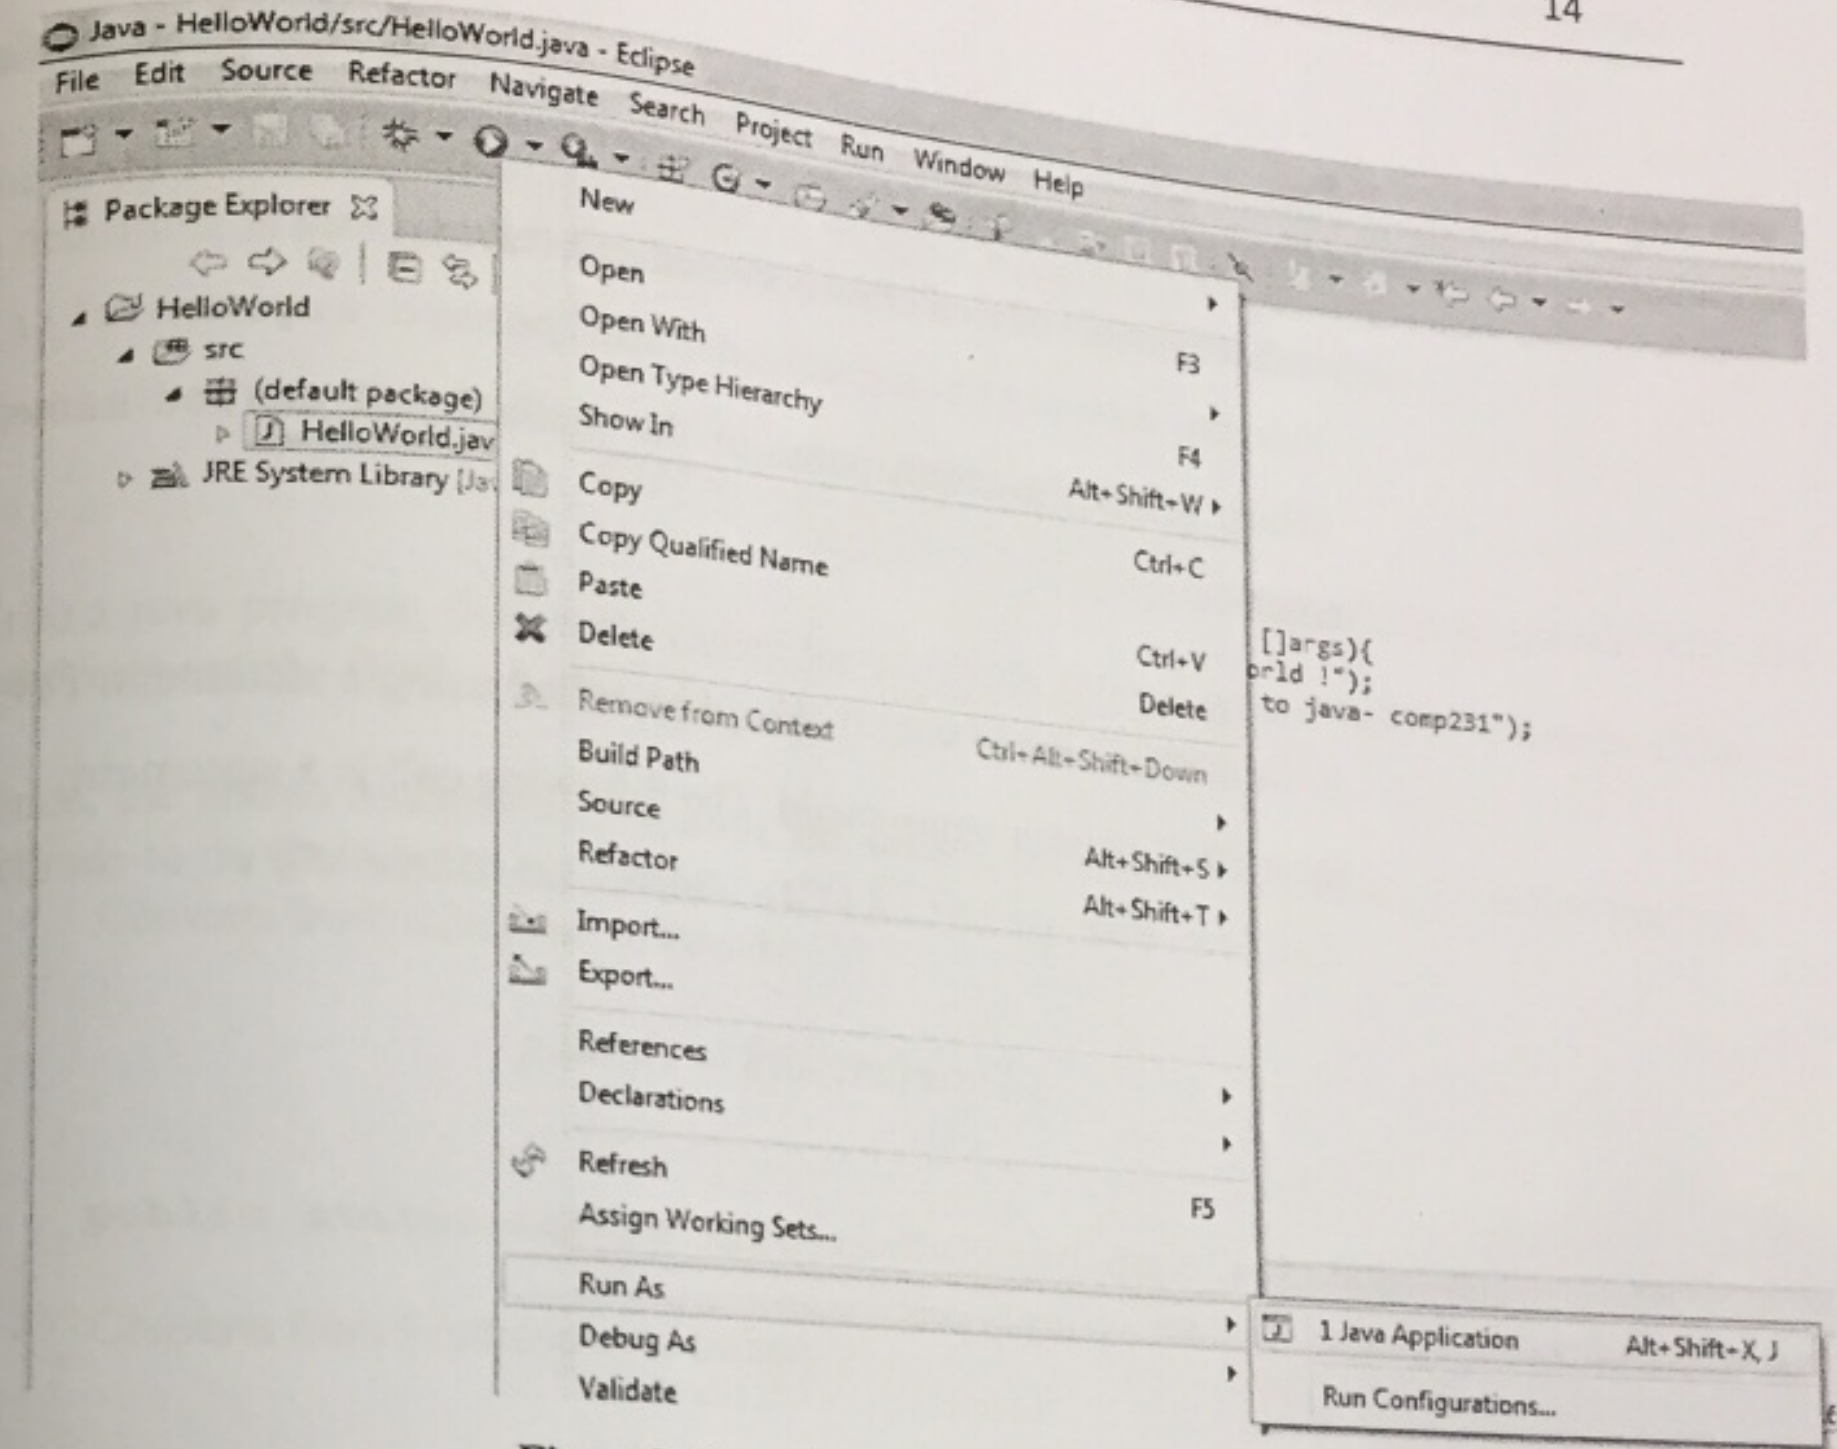 14
Java - HelloWorld/src/HelloWorld.java - Eclipse
File Edit Source Refactor Navigate Search Project Run Window Help
Package Explorer
HelloWorld
src
(default package)
HelloWorld.jav
JRE System Library [Jav
New
Open F3
Open With
Open Type Hierarchy F4
Show In Alt+Shift+W
Copy Ctrl+C
Copy Qualified Name
Paste Ctrl+V
Delete Delete
Remove from Context Ctrl+Alt+Shift+Down
Build Path
Source Alt+Shift+S
Refactor Alt+Shift+T
Import...
Export...
References
Declarations
Refresh F5
Assign Working Sets...
Run As
Debug As
Validate
[]args){
orld !");
to java- comp231");
1 Java Application Alt+Shift+X, J
Run Configurations...